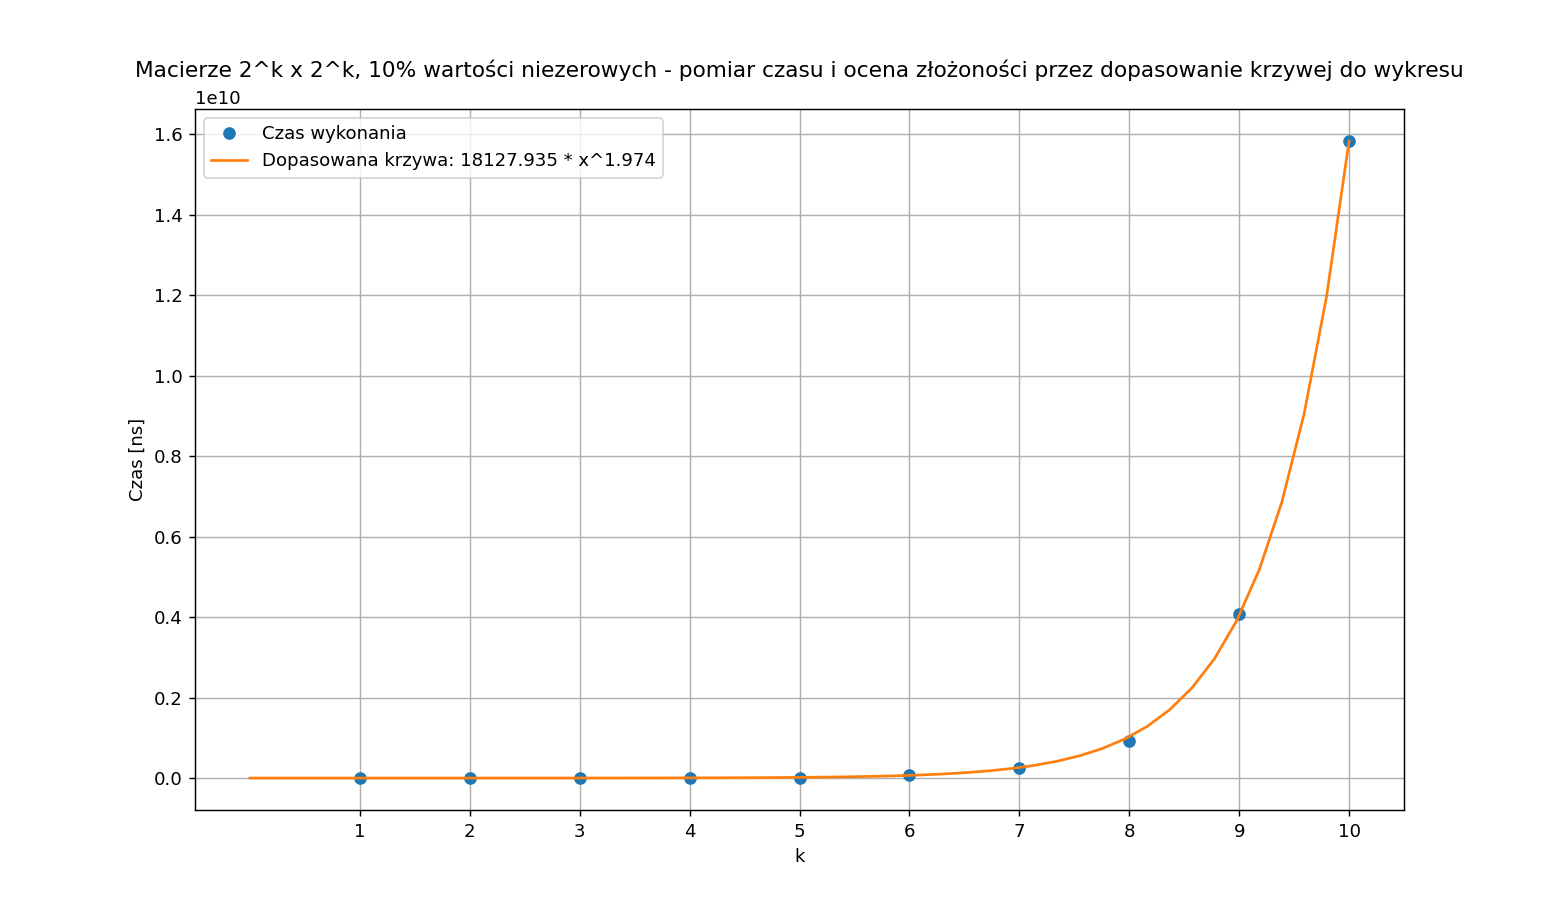 Macierze 2^k x 2^k, 10% wartości niezerowych - pomiar czasu i ocena złożoności przez dopasowanie krzywej do wykresu
1e10
Czas wykonania
Dopasowana krzywa: 18127.935 * x^1.974
1.6
1.4
1.2
1.0
0.8
0.6
0.4
0.2
0.0
Czas [ns]
1 2 3 4 5 6 7 8 9 10
k